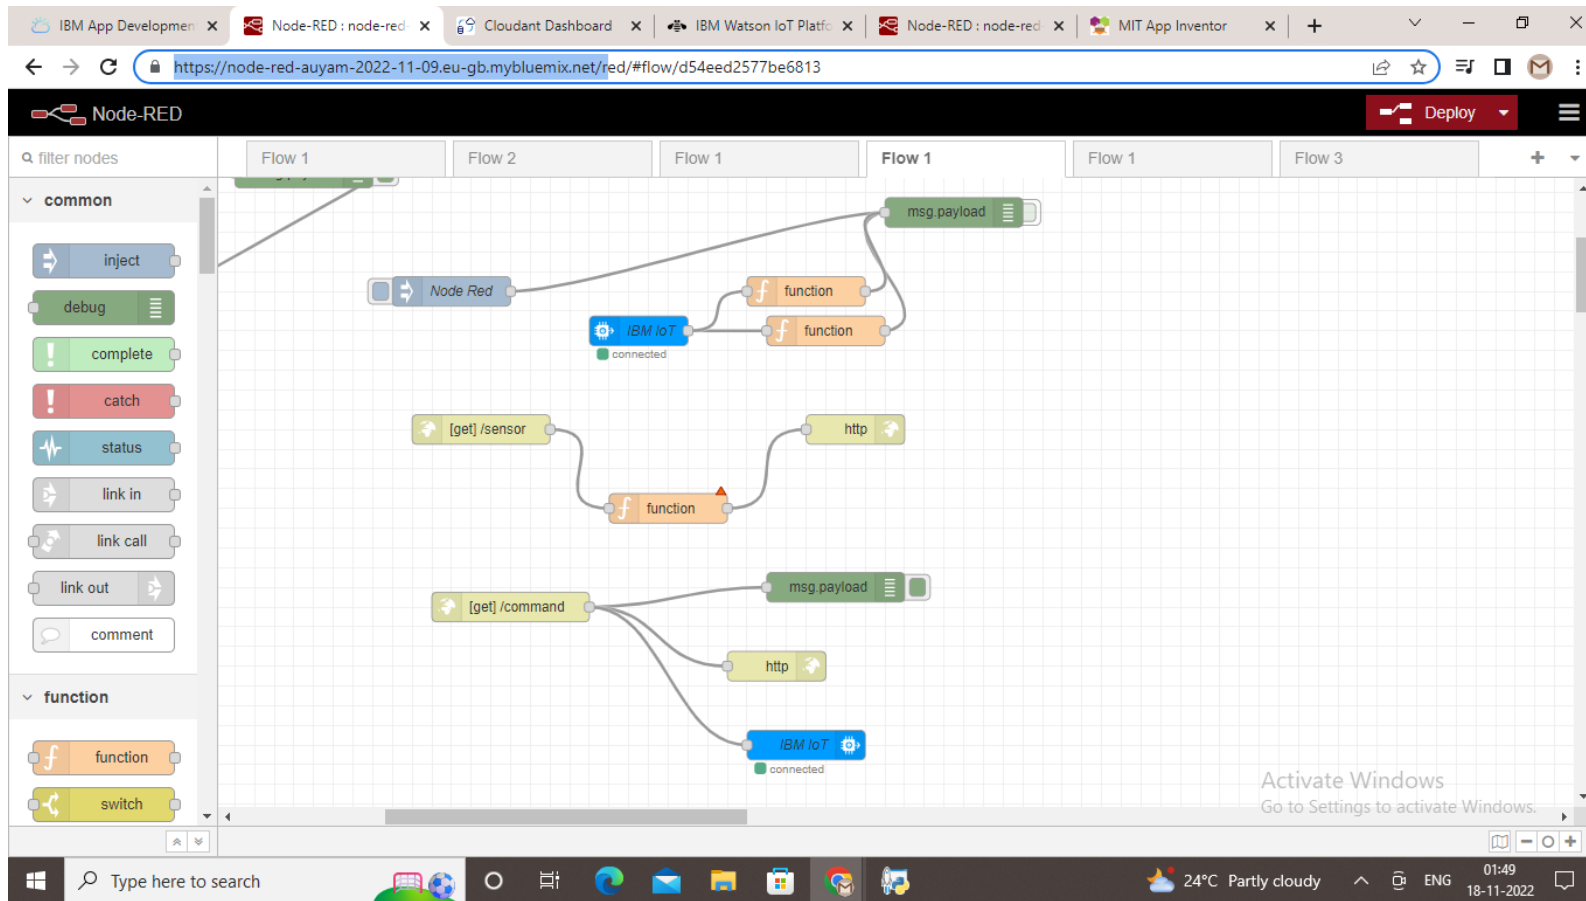 IBM App Developmen
Node-RED : node-red-
Cloudant Dashboard
IBM Watson IoT Platfo
Node-RED : node-red-
MIT App Inventor
https://node-red-auyam-2022-11-09.eu-gb.mybluemix.net/red/#flow/d54eed2577be6813
Node-RED
Deploy
filter nodes
Flow 1
Flow 2
Flow 1
Flow 1
Flow 1
Flow 3
common
inject
debug
complete
catch
status
link in
link call
link out
comment
function
function
switch
msg.payload
Node Red
function
IBM IoT
function
connected
[get] /sensor
http
function
msg.payload
[get] /command
http
IBM IoT
connected
Activate Windows
Go to Settings to activate Windows.
Type here to search
24°C Partly cloudy
ENG
01:49
18-11-2022